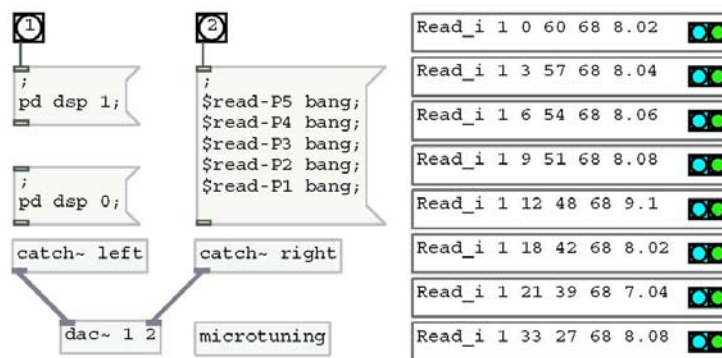 1
;
pd dsp 1;
;
pd dsp 0;
catch~ left
2
;
$read-P5 bang;
$read-P4 bang;
$read-P3 bang;
$read-P2 bang;
$read-P1 bang;
catch~ right
dac~ 1 2
microtuning
Read_i 1 0 60 68 8.02
Read_i 1 3 57 68 8.04
Read_i 1 6 54 68 8.06
Read_i 1 9 51 68 8.08
Read_i 1 12 48 68 9.1
Read_i 1 18 42 68 8.02
Read_i 1 21 39 68 7.04
Read_i 1 33 27 68 8.08